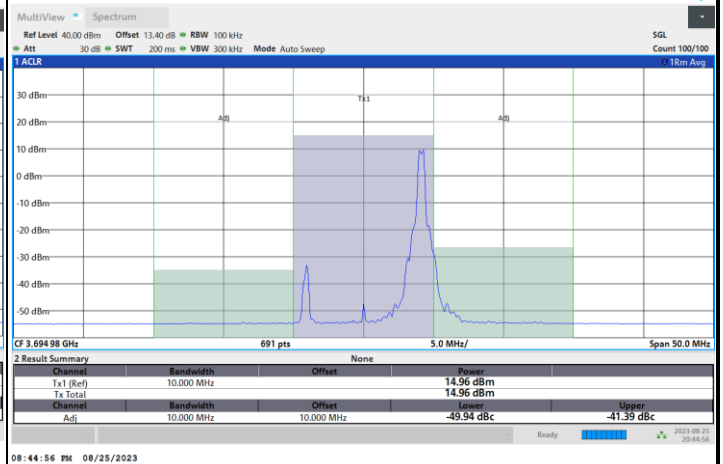 MultiView Spectrum
Ref Level 40.00 dBm Offset 13.40 dB RBW 100 kHz SGL
Att 30 dB SWT 200 ms VBW 300 kHz Mode Auto Sweep Count 100/100
1 ACLR 1Rm Avg
30 dBm
Tx1
20 dBm
Adj Adj
10 dBm
0 dBm
-10 dBm
-20 dBm
-30 dBm
-40 dBm
-50 dBm
CF 3.694 98 GHz 691 pts 5.0 MHz/ Span 50.0 MHz
2 Result Summary None
Channel Bandwidth Offset Power
Tx1 (Ref) 10.000 MHz 14.96 dBm
Tx Total 14.96 dBm
Channel Bandwidth Offset Lower Upper
Adj 10.000 MHz 10.000 MHz -49.94 dBc -41.39 dBc
Ready 2023-08-25
20:44:56
08:44:56 PM 08/25/2023